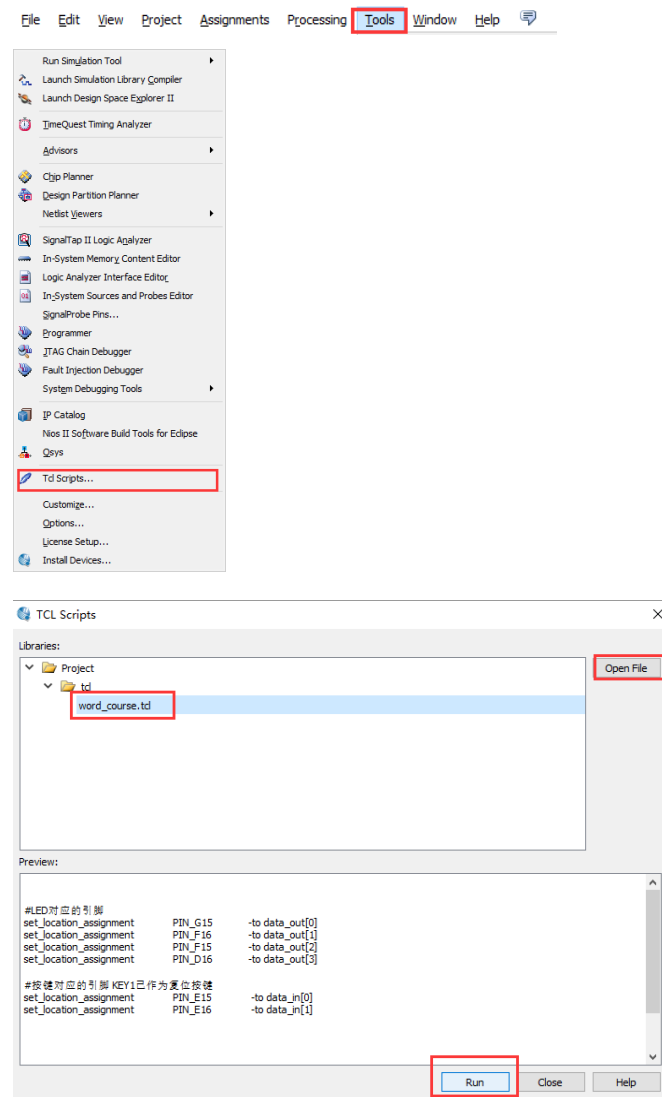 File Edit View Project Assignments Processing Tools Window Help
Run Simulation Tool
Launch Simulation Library Compiler
Launch Design Space Explorer II
TimeQuest Timing Analyzer
Advisors
Chip Planner
Design Partition Planner
Netlist Viewers
SignalTap II Logic Analyzer
In-System Memory Content Editor
Logic Analyzer Interface Editor
In-System Sources and Probes Editor
SignalProbe Pins...
Programmer
JTAG Chain Debugger
Fault Injection Debugger
System Debugging Tools
IP Catalog
Nios II Software Build Tools for Eclipse
Qsys
Tcl Scripts...
Customize...
Options...
License Setup...
Install Devices...
TCL Scripts
Libraries:
Project
Open File
tcl
word_course.tcl
Preview:
#LED对应的引脚
set_location_assignment PIN_G15 -to data_out[0]
set_location_assignment PIN_F16 -to data_out[1]
set_location_assignment PIN_F15 -to data_out[2]
set_location_assignment PIN_D16 -to data_out[3]
#按键对应的引脚 KEY1已作为复位按键
set_location_assignment PIN_E15 -to data_in[0]
set_location_assignment PIN_E16 -to data_in[1]
Run Close Help